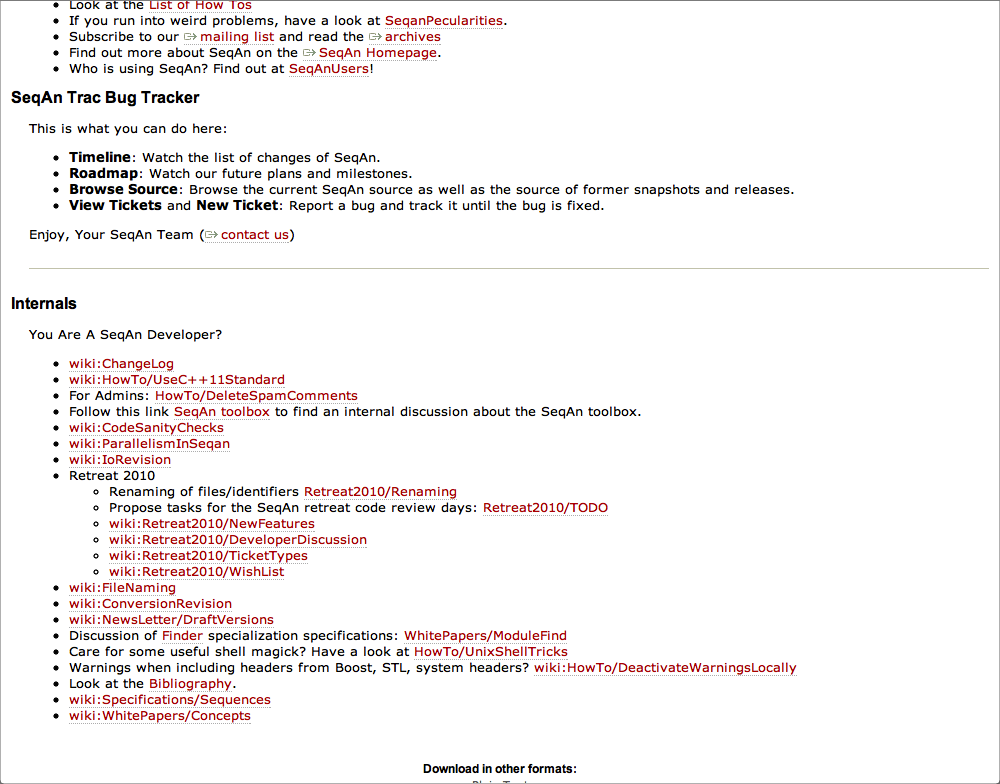 Look at the List of How Tos
If you run into weird problems, have a look at SeqanPecularities.
Subscribe to our mailing list and read the archives
Find out more about SeqAn on the SeqAn Homepage.
Who is using SeqAn? Find out at SeqAnUsers!
SeqAn Trac Bug Tracker
This is what you can do here:
Timeline: Watch the list of changes of SeqAn.
Roadmap: Watch our future plans and milestones.
Browse Source: Browse the current SeqAn source as well as the source of former snapshots and releases.
View Tickets and New Ticket: Report a bug and track it until the bug is fixed.
Enjoy, Your SeqAn Team (contact us)
Internals
You Are A SeqAn Developer?
wiki:ChangeLog
wiki:HowTo/UseC++11Standard
For Admins: HowTo/DeleteSpamComments
Follow this link SeqAn toolbox to find an internal discussion about the SeqAn toolbox.
wiki:CodeSanityChecks
wiki:ParallelismInSeqan
wiki:IoRevision
Retreat 2010
Renaming of files/identifiers Retreat2010/Renaming
Propose tasks for the SeqAn retreat code review days: Retreat2010/TODO
wiki:Retreat2010/NewFeatures
wiki:Retreat2010/DeveloperDiscussion
wiki:Retreat2010/TicketTypes
wiki:Retreat2010/WishList
wiki:FileNaming
wiki:ConversionRevision
wiki:NewsLetter/DraftVersions
Discussion of Finder specialization specifications: WhitePapers/ModuleFind
Care for some useful shell magick? Have a look at HowTo/UnixShellTricks
Warnings when including headers from Boost, STL, system headers? wiki:HowTo/DeactivateWarningsLocally
Look at the Bibliography.
wiki:Specifications/Sequences
wiki:WhitePapers/Concepts
Download in other formats: